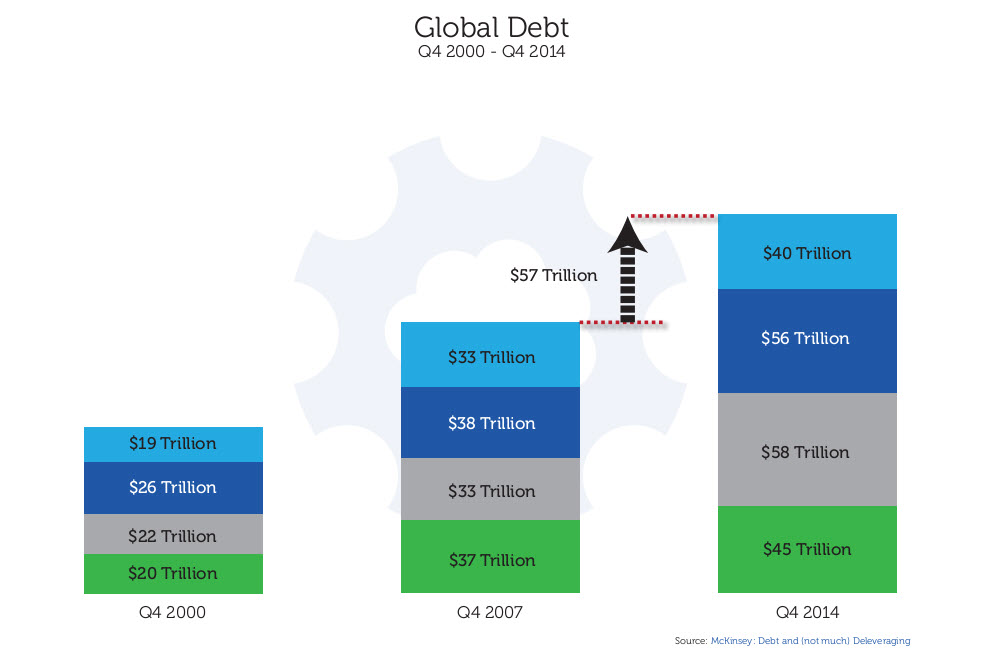 Global Debt
Q4 2000 - Q4 2014
$57 Trillion
$19 Trillion
$26 Trillion
$22 Trillion
$20 Trillion
$33 Trillion
$38 Trillion
$33 Trillion
$37 Trillion
$40 Trillion
$56 Trillion
$58 Trillion
$45 Trillion
Q4 2000
Q4 2007
Q4 2014
Source: McKinsey: Debt and (not much) Deleveraging